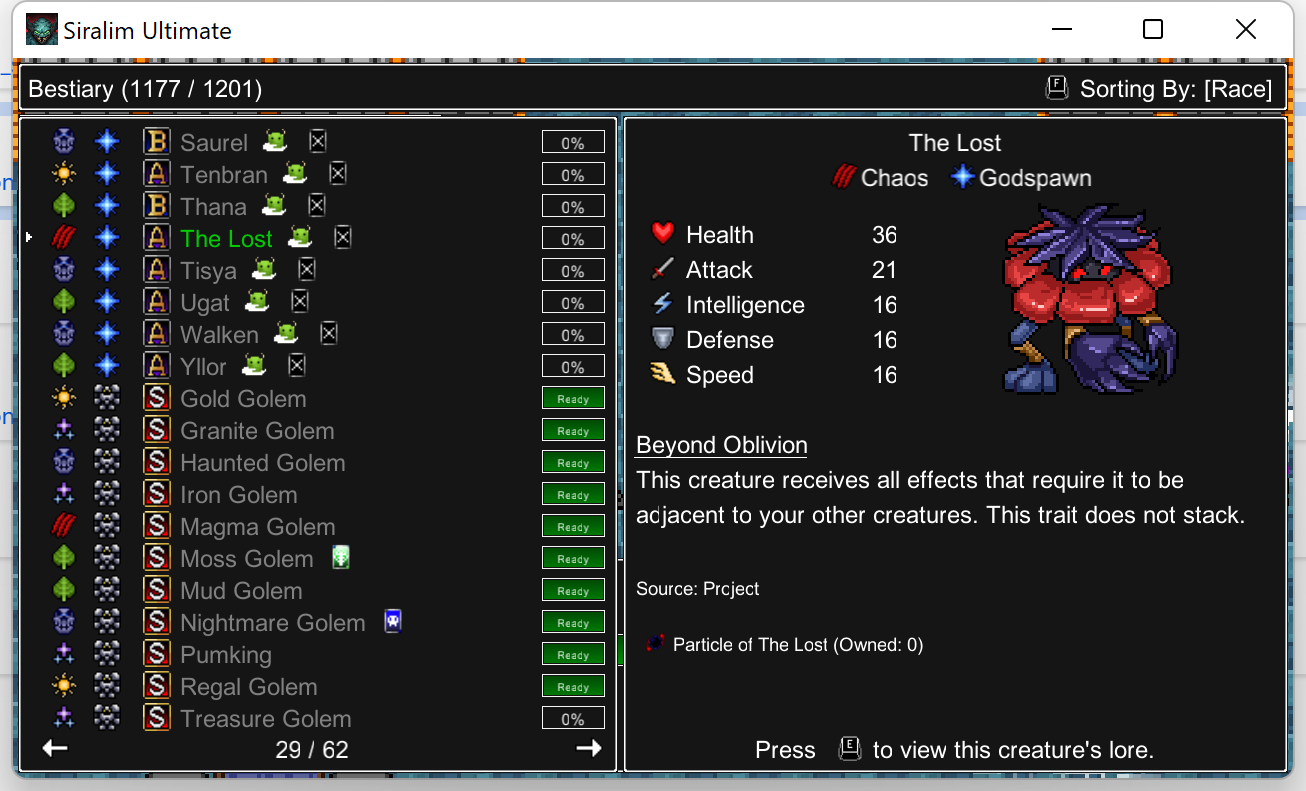 Siralim Ultimate
Bestiary (1177 / 1201)
F Sorting By: [Race]
B Saurel 0%
A Tenbran 0%
B Thana 0%
A The Lost 0%
A Tisya 0%
A Ugat 0%
A Walken 0%
A Yllor 0%
S Gold Golem Ready
S Granite Golem Ready
S Haunted Golem Ready
S Iron Golem Ready
S Magma Golem Ready
S Moss Golem Ready
S Mud Golem Ready
S Nightmare Golem Ready
S Pumking Ready
S Regal Golem Ready
S Treasure Golem 0%
29 / 62
The Lost
Chaos Godspawn
Health 36
Attack 21
Intelligence 16
Defense 16
Speed 16
Beyond Oblivion
This creature receives all effects that require it to be
adjacent to your other creatures. This trait does not stack.
Source: Project
Particle of The Lost (Owned: 0)
Press E to view this creature's lore.